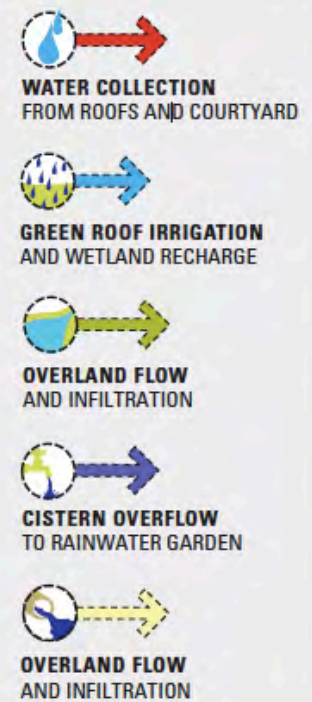 WATER COLLECTION
FROM ROOFS AND COURTYARD
GREEN ROOF IRRIGATION
AND WETLAND RECHARGE
OVERLAND FLOW
AND INFILTRATION
CISTERN OVERFLOW
TO RAINWATER GARDEN
OVERLAND FLOW
AND INFILTRATION